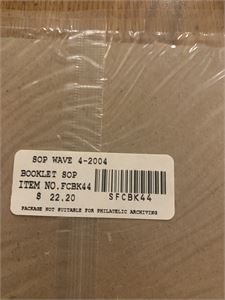 SOP WAVE 4-2004
BOOKLET SOP
ITEM NO.FCBK44
$ 22.20
SFCBK44
PACKAGE NOT SUITABLE FOR PHILATELIC ARCHIVING